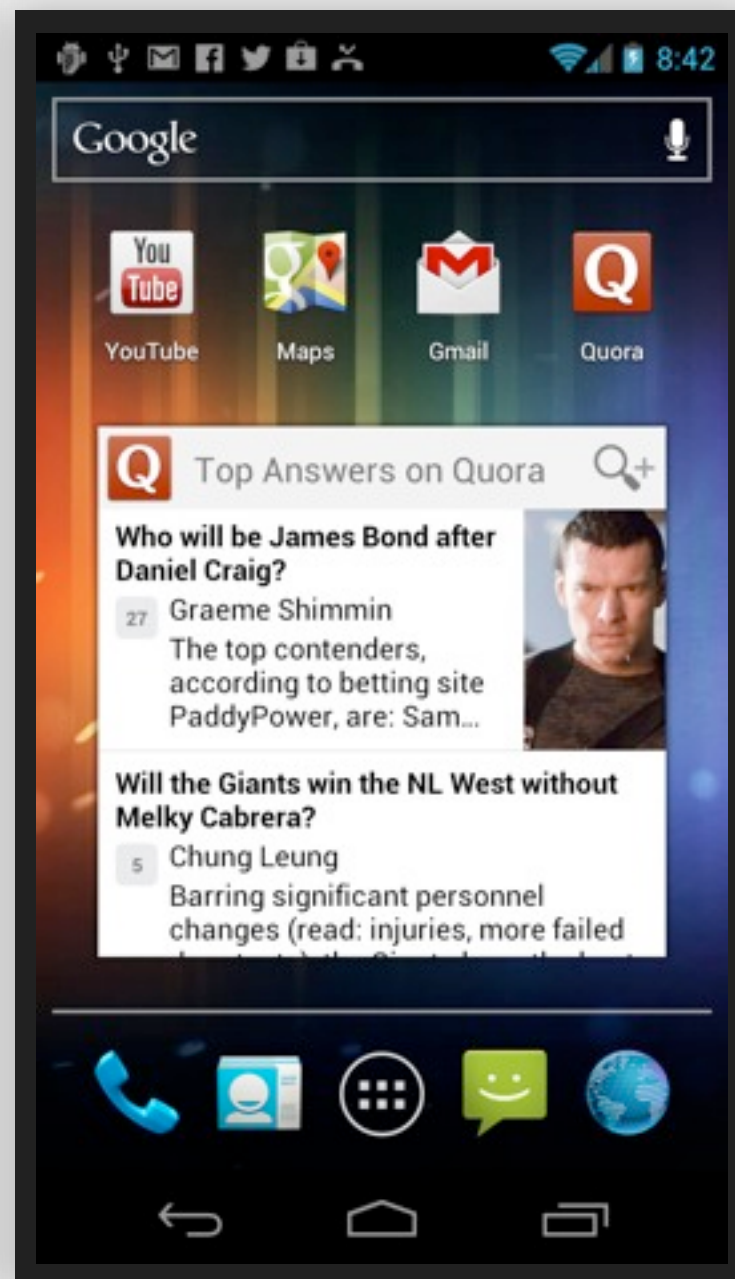 8:42
Google
You
Tube
Q
YouTube
Maps
Gmail
Quora
Q
Top Answers on Quora
Who will be James Bond after
Daniel Craig?
27
Graeme Shimmin
The top contenders,
according to betting site
PaddyPower, are: Sam...
Will the Giants win the NL West without
Melky Cabrera?
5
Chung Leung
Barring significant personnel
changes (read: injuries, more failed